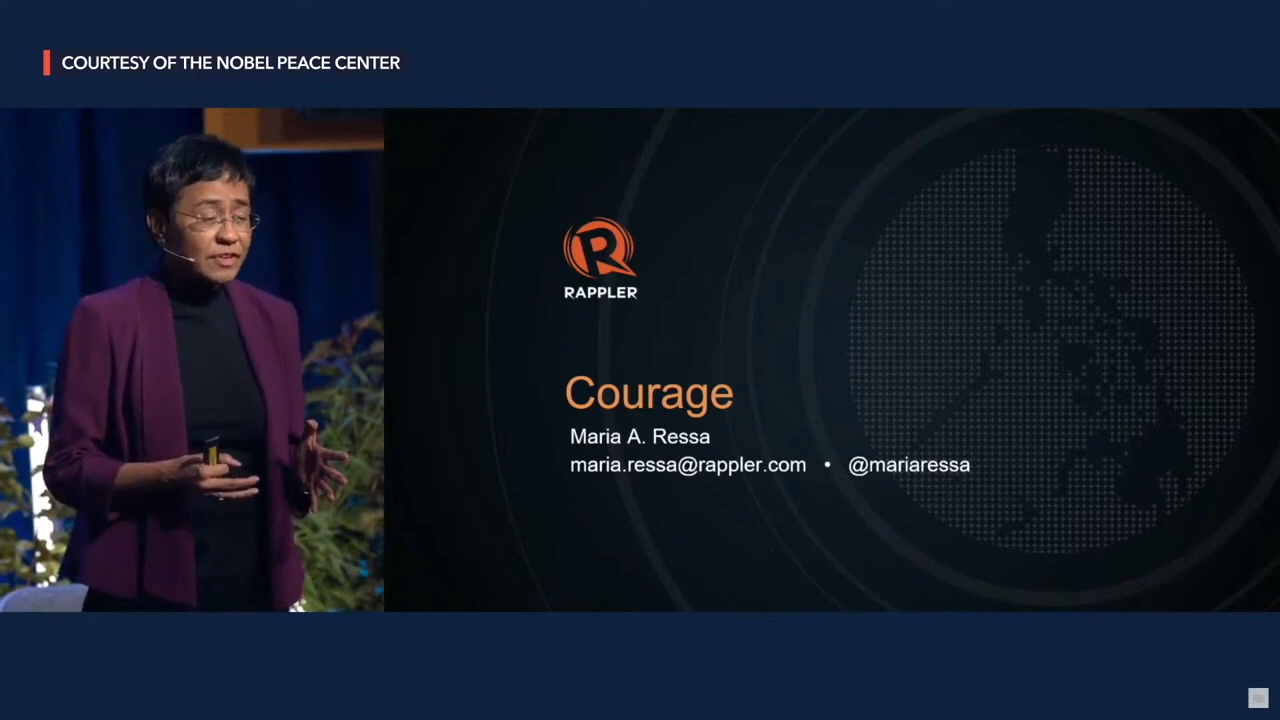 COURTESY OF THE NOBEL PEACE CENTER
RAPPLER
Courage
Maria A. Ressa
maria.ressa@rappler.com • @mariaressa